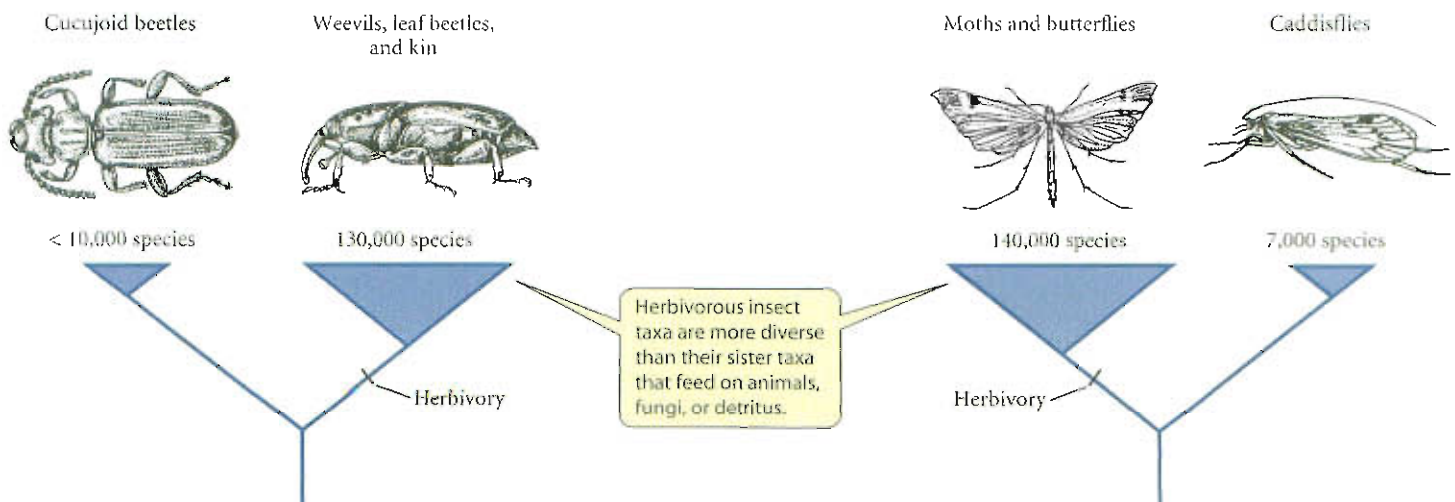 Cucujoid beetles
Weevils, leaf beetles,
and kin
Moths and butterflies
Caddisflies
< 10,000 species
130,000 species
140,000 species
7,000 species
Herbivorous insect
taxa are more diverse
than their sister taxa
that feed on animals,
fungi, or detritus.
Herbivory
Herbivory